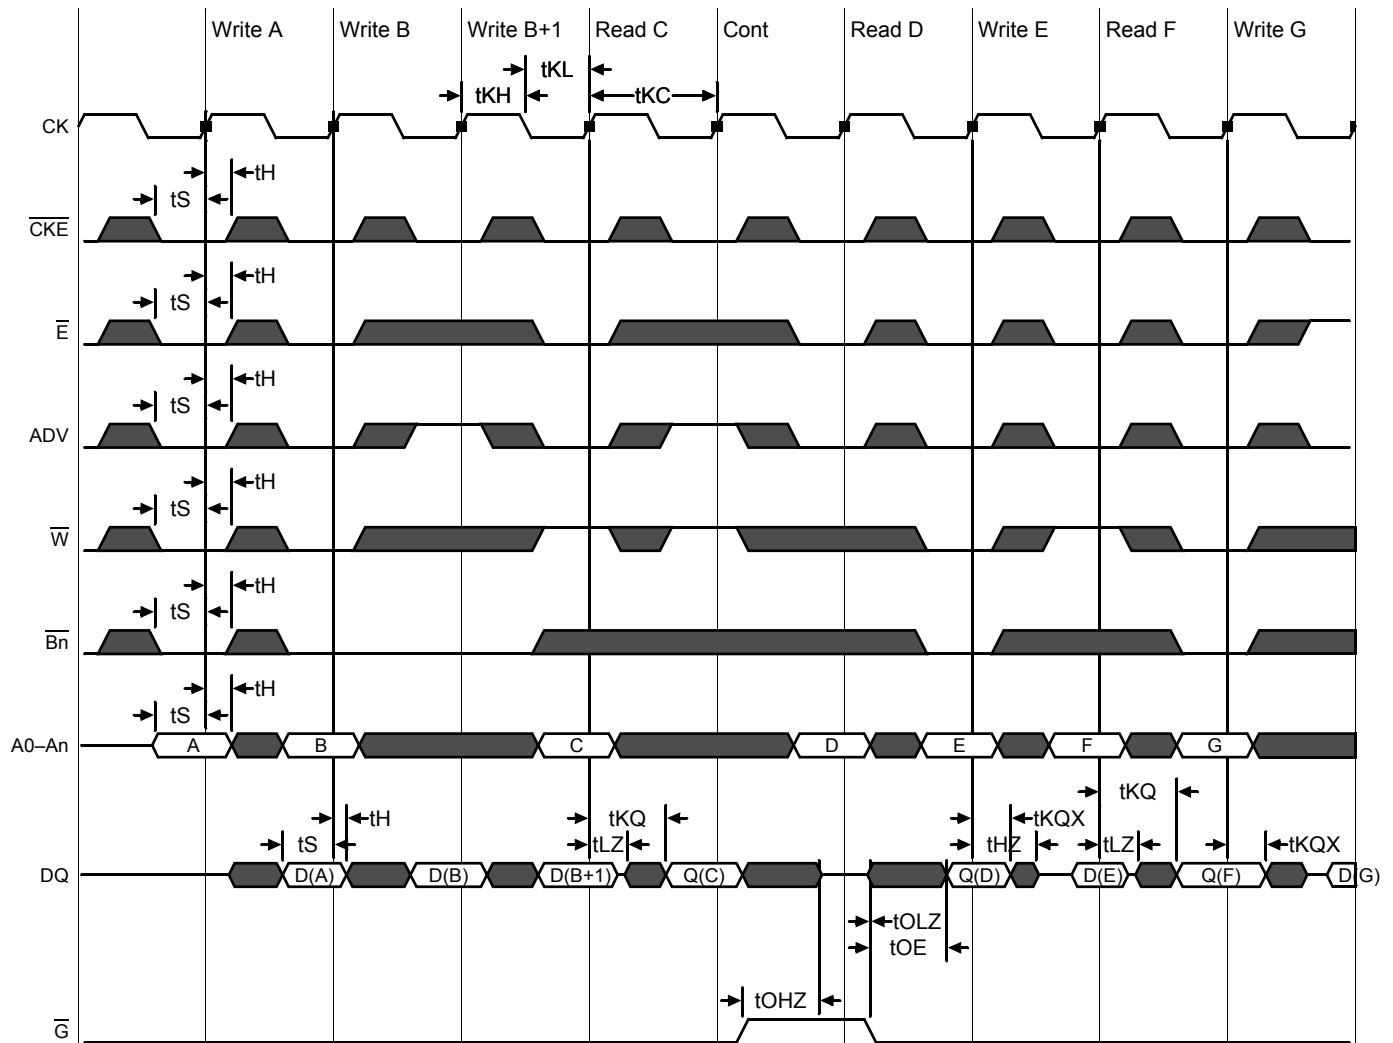 Write A Write B Write B+1 Read C Cont Read D Write E Read F Write G
tKL
tKH tKC
CK
tH
tS
CKE
tH
tS
E
tH
tS
ADV
tH
tS
W
tH
tS
Bn
tH
tS
A0–An A B C D E F G
tKQ
tH tKQ tKQX
tS tLZ tHZ tLZ tKQX
DQ D(A) D(B) D(B+1) Q(C) Q(D) D(E) Q(F) D(G)
tOLZ
tOE
tOHZ
G